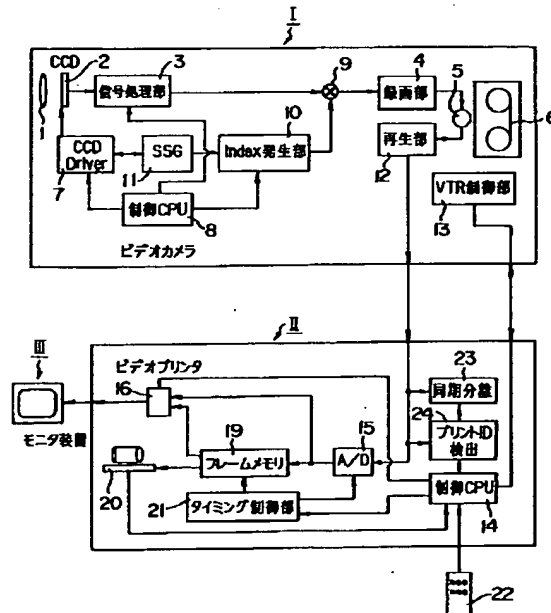 I
CCD
2
3
4
5
6
信号処理部
9
録画部
1
10
CCD
Driver
SSG
Index発生部
再生部
7
11
12
VTR制御部
13
制御CPU
8
ビデオカメラ
II
III
ビデオプリンタ
16
23
同期分離
24
モニタ装置
19
15
プリントID
検出
フレームメモリ
A/D
20
21
タイミング制御部
制御CPU
14
22